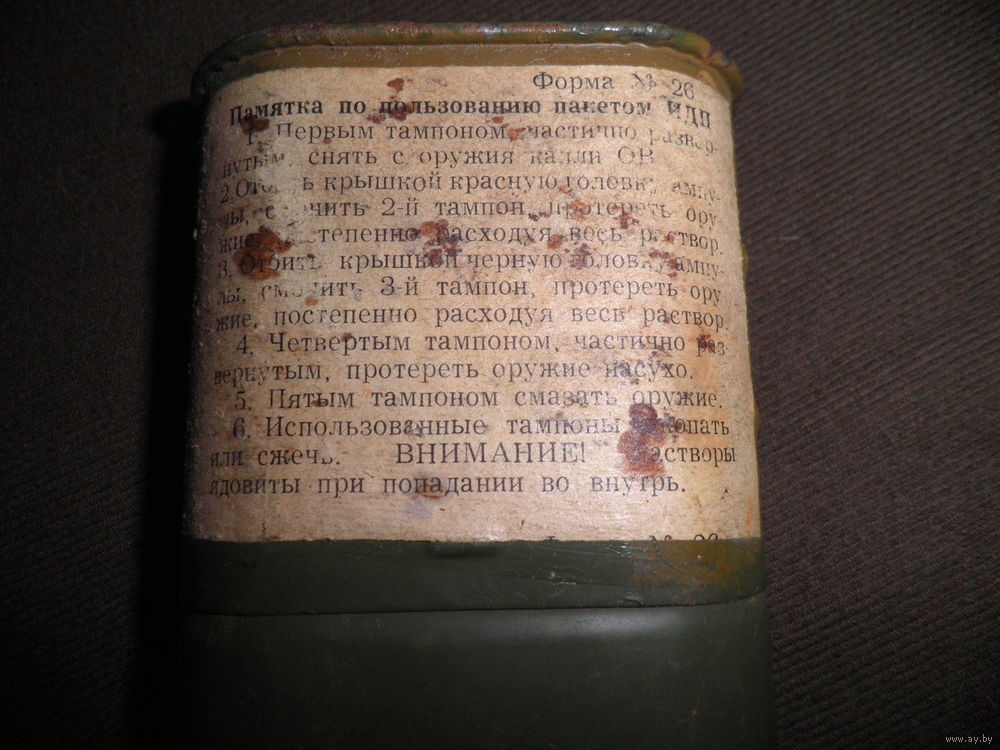 Форма № 26
Памятка по пользованию пакетом ИДП
1. Первым тампоном, частично развер-
нутым, снять с оружия капли ОВ
2. Отбить крышкой красную головку ампу-
лы, смочить 2-й тампон, протереть ору-
жие, постепенно расходуя весь раствор.
3. Отбить крышкой черную головку ампу-
лы, смочить 3-й тампон, протереть ору-
жие, постепенно расходуя весь раствор.
4. Четвертым тампоном, частично раз-
вернутым, протереть оружие насухо.
5. Пятым тампоном смазать оружие.
6. Использованные тампоны закопать
или сжечь. ВНИМАНИЕ! Растворы
ядовиты при попадании во внутрь.
www.ay.by